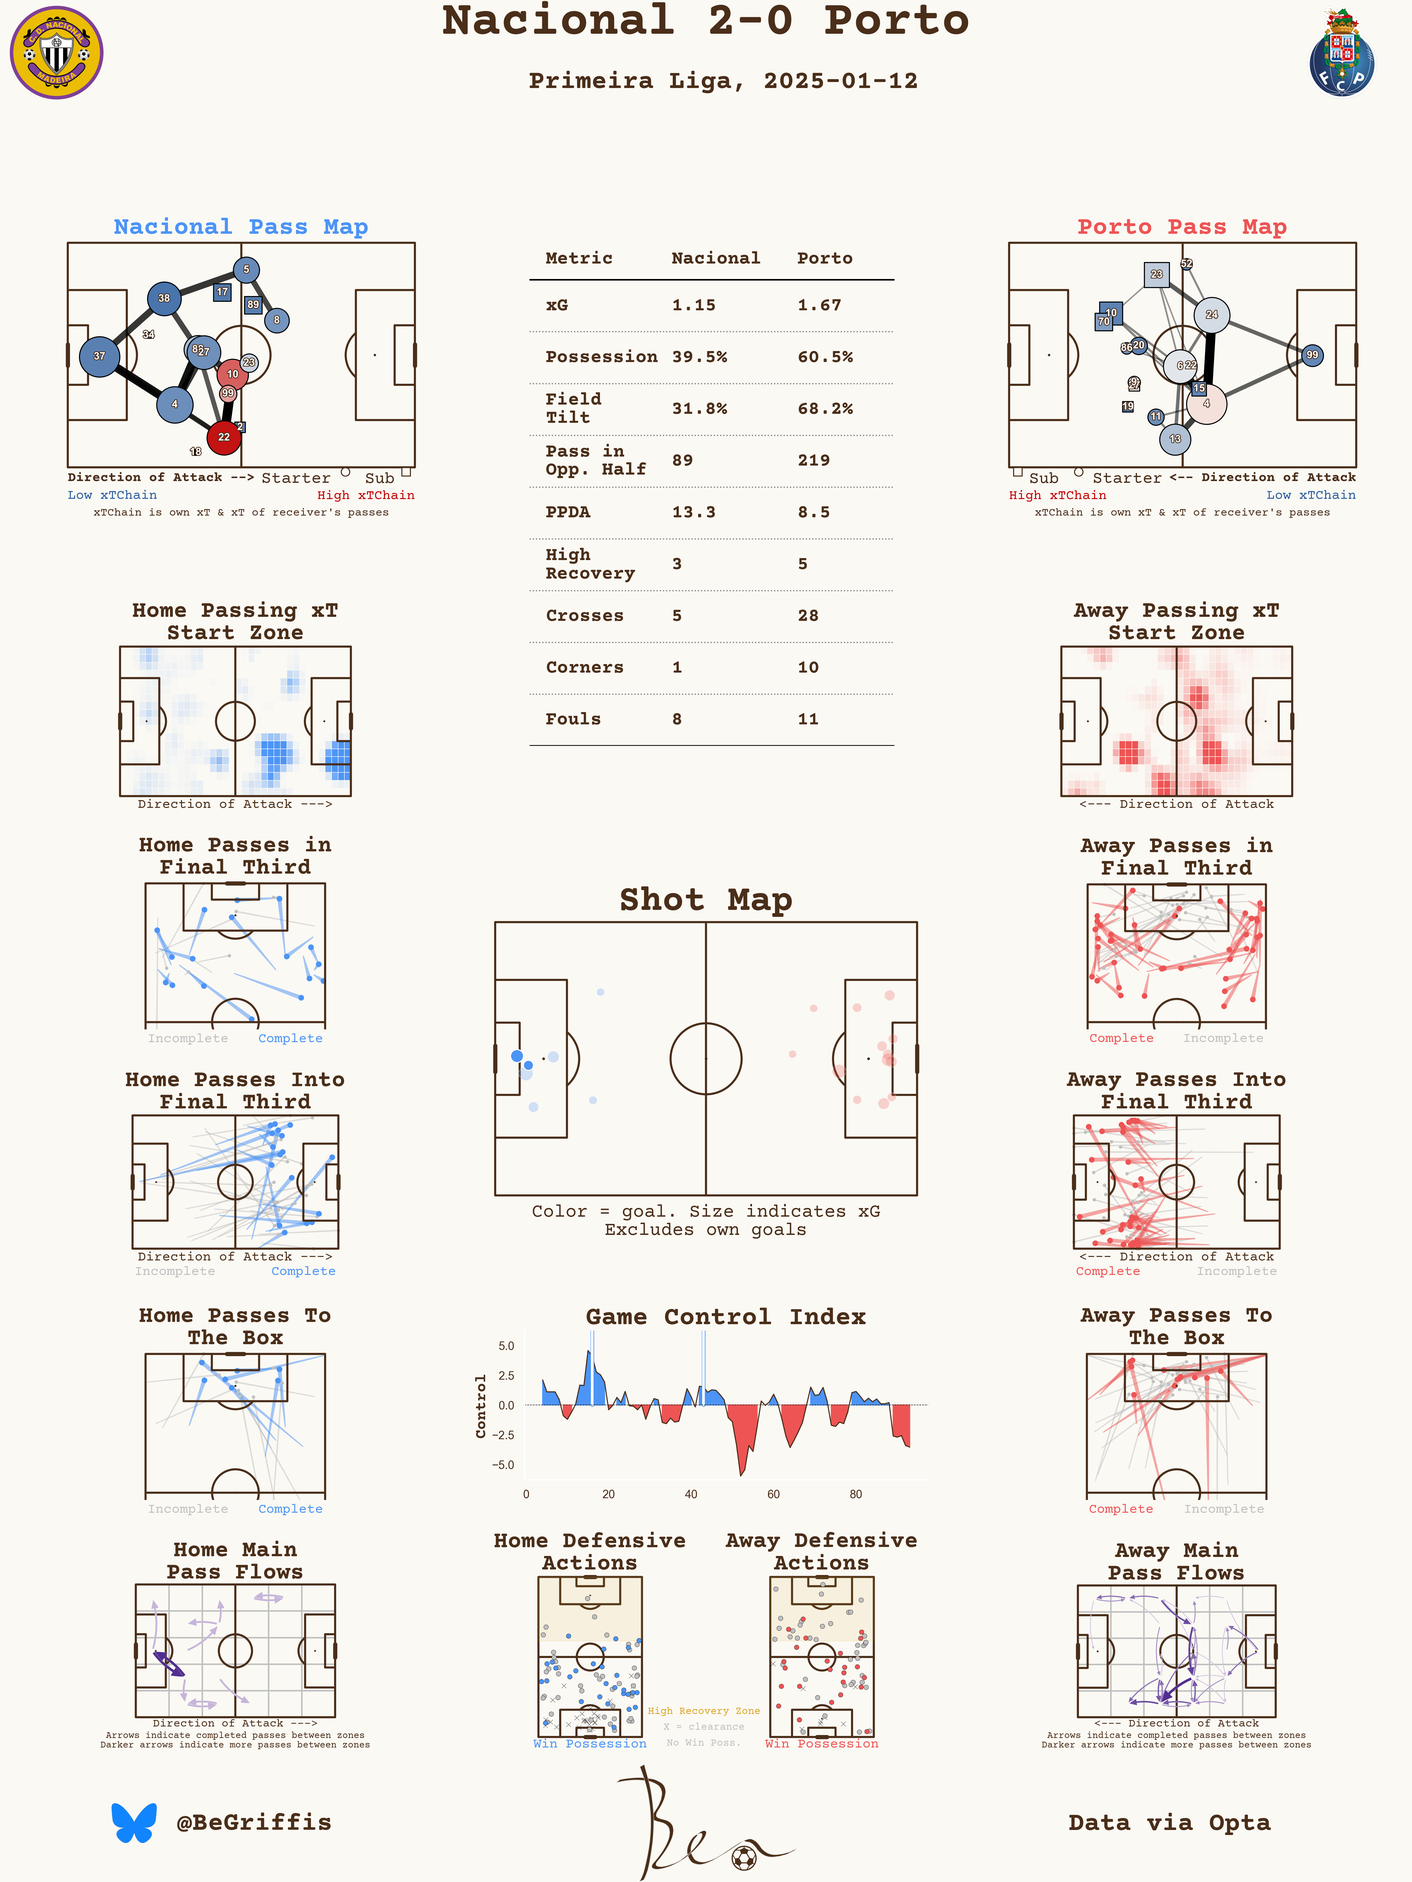 Nacional 2-0 Porto
Primeira Liga, 2025-01-12
CD NACIONAL
MADEIRA
F C P
Nacional Pass Map
5
38
17
89
8
34
37
27
23
10
99
4
22
2
18
Direction of Attack --> Starter Sub
Low xTChain High xTChain
xTChain is own xT & xT of receiver's passes
Metric Nacional Porto
xG 1.15 1.67
Possession 39.5% 60.5%
Field
Tilt 31.8% 68.2%
Pass in
Opp. Half 89 219
PPDA 13.3 8.5
High
Recovery 3 5
Crosses 5 28
Corners 1 10
Fouls 8 11
Porto Pass Map
52
23
10
70
24
86
20
99
6
22
15
4
19
11
13
Sub Starter <-- Direction of Attack
High xTChain Low xTChain
xTChain is own xT & xT of receiver's passes
Home Passing xT
Start Zone
Direction of Attack --->
Away Passing xT
Start Zone
<--- Direction of Attack
Home Passes in
Final Third
Incomplete Complete
Away Passes in
Final Third
Complete Incomplete
Shot Map
Color = goal. Size indicates xG
Excludes own goals
Home Passes Into
Final Third
Direction of Attack --->
Incomplete Complete
Away Passes Into
Final Third
<--- Direction of Attack
Complete Incomplete
Home Passes To
The Box
Incomplete Complete
Game Control Index
Control
5.0
2.5
0.0
−2.5
−5.0
0 20 40 60 80
Away Passes To
The Box
Complete Incomplete
Home Main
Pass Flows
Direction of Attack --->
Arrows indicate completed passes between zones
Darker arrows indicate more passes between zones
Home Defensive
Actions
Win Possession
Away Defensive
Actions
Win Possession
High Recovery Zone
X = clearance
No Win Poss.
Away Main
Pass Flows
<--- Direction of Attack
Arrows indicate completed passes between zones
Darker arrows indicate more passes between zones
@BeGriffis
Ben
Data via Opta